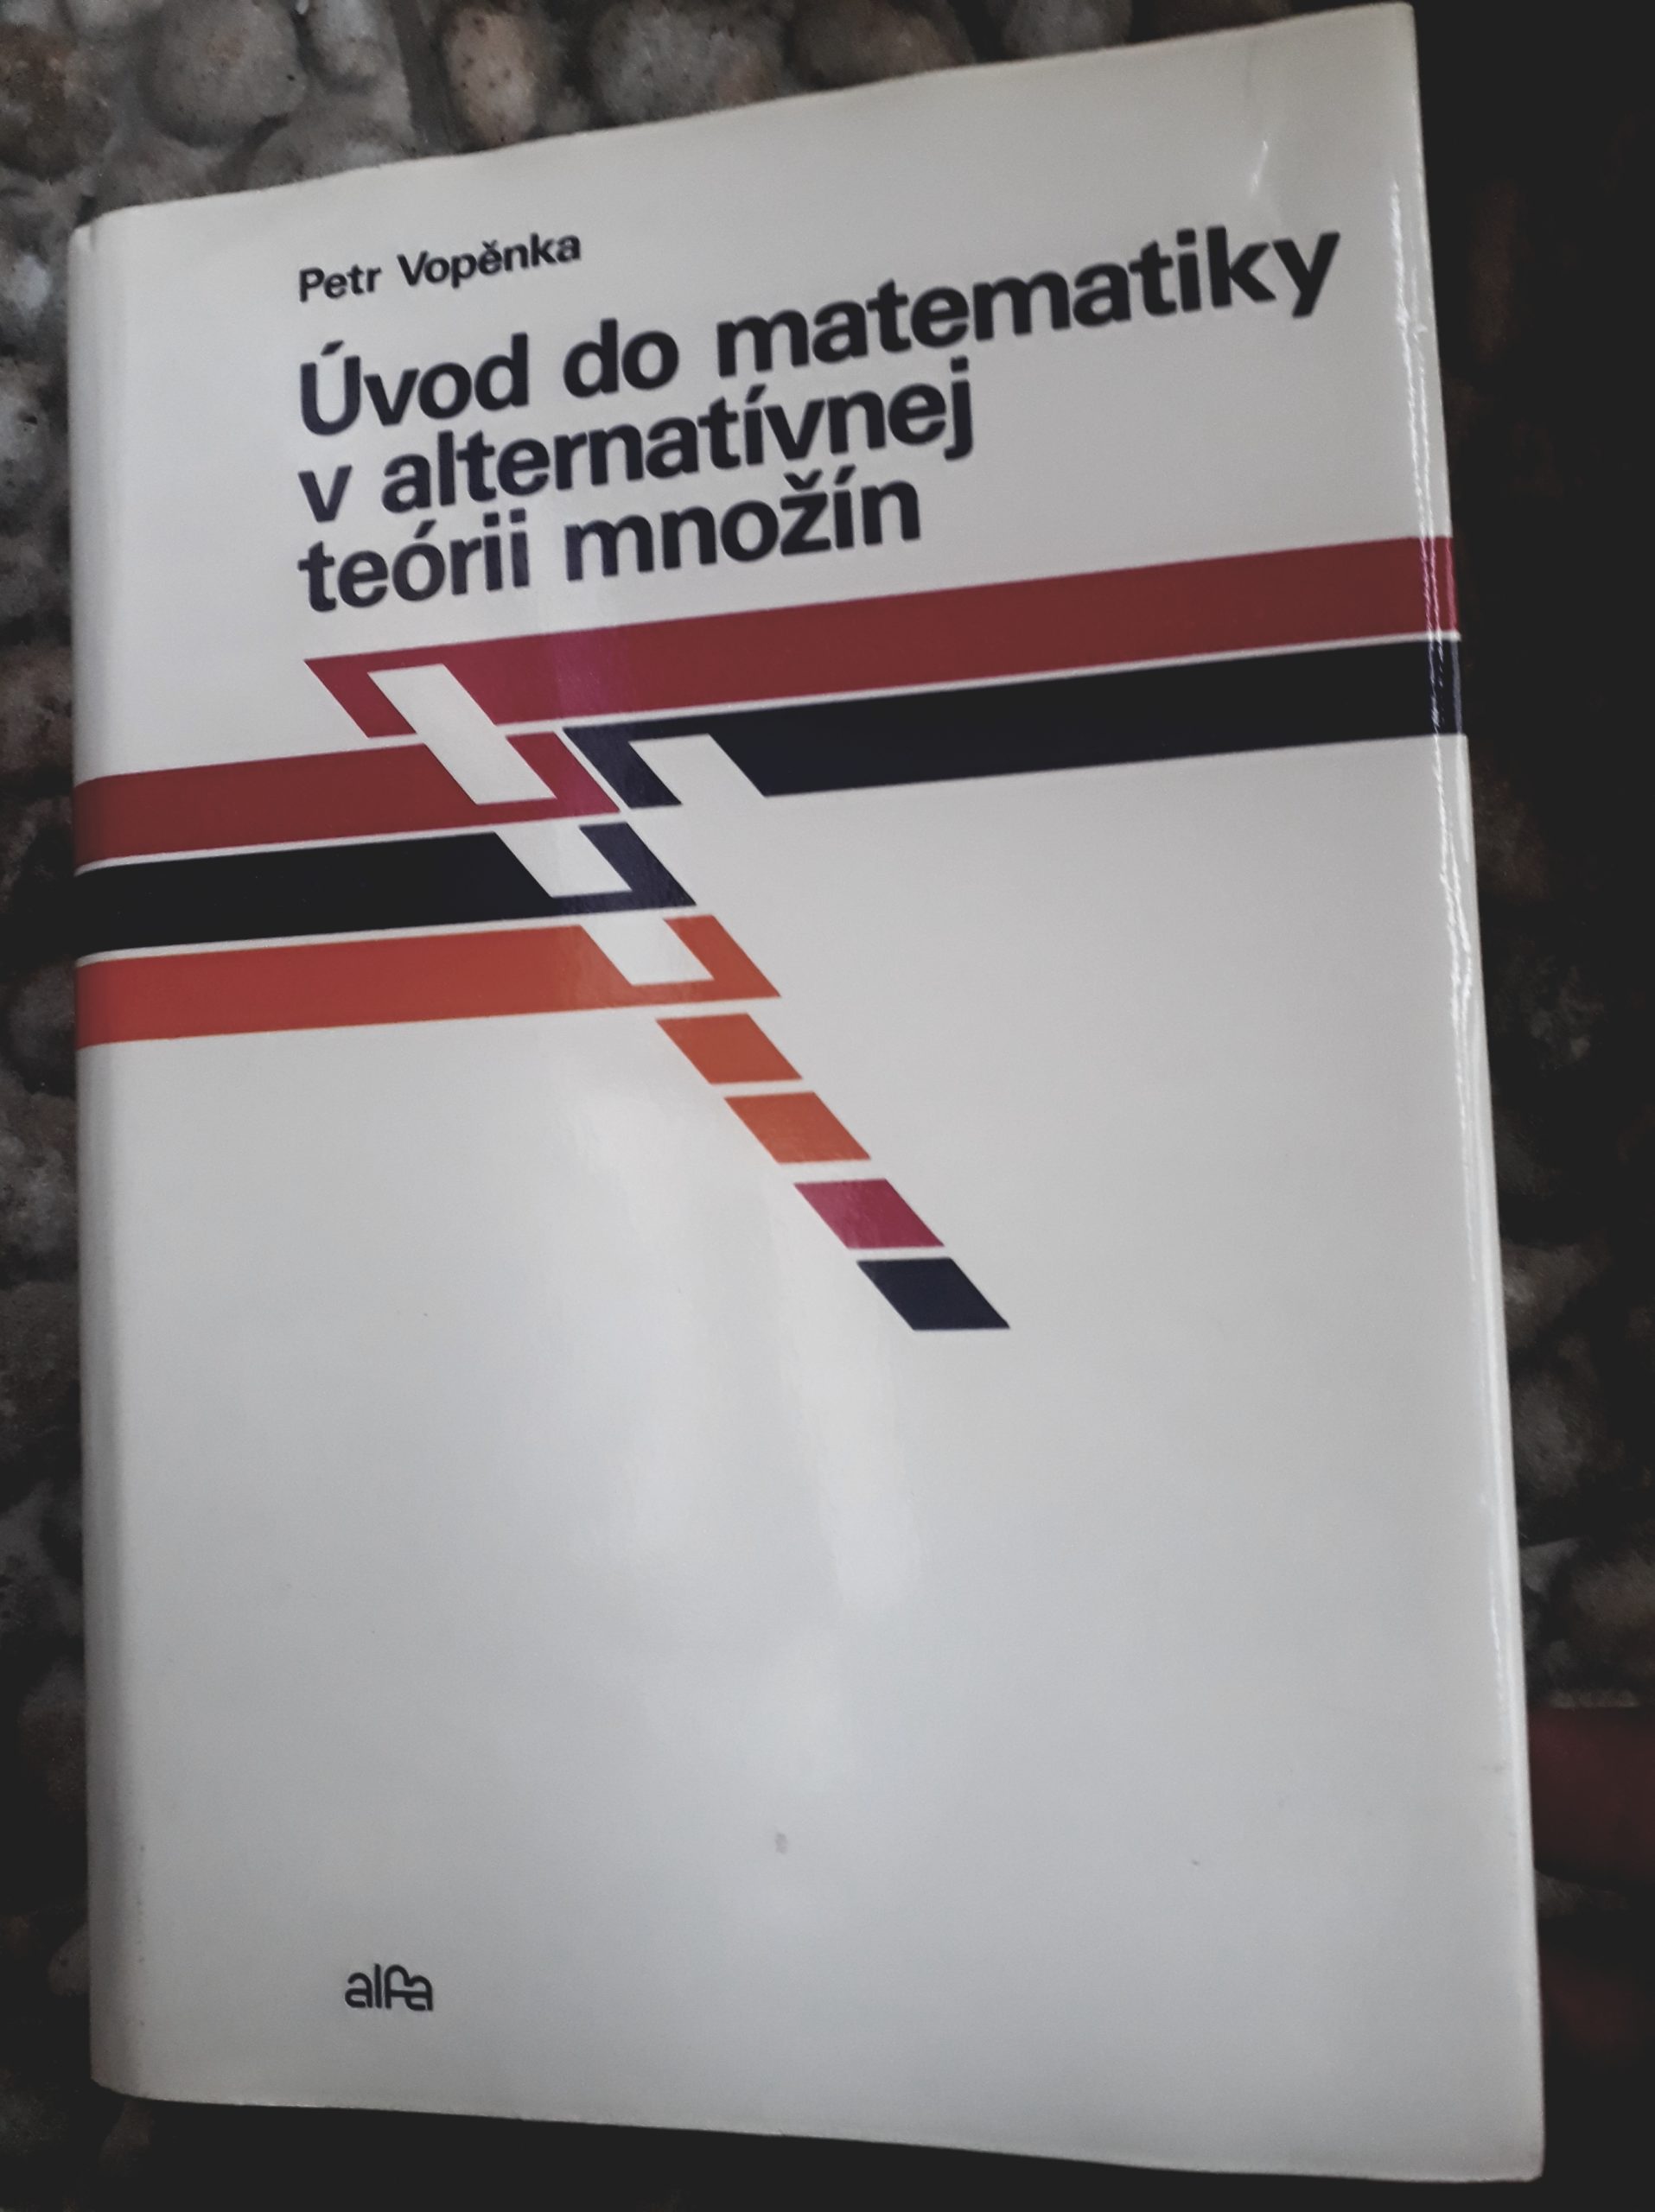 Petr Vopěnka
Úvod do matematiky
v alternatívnej
teórii množín
alfa